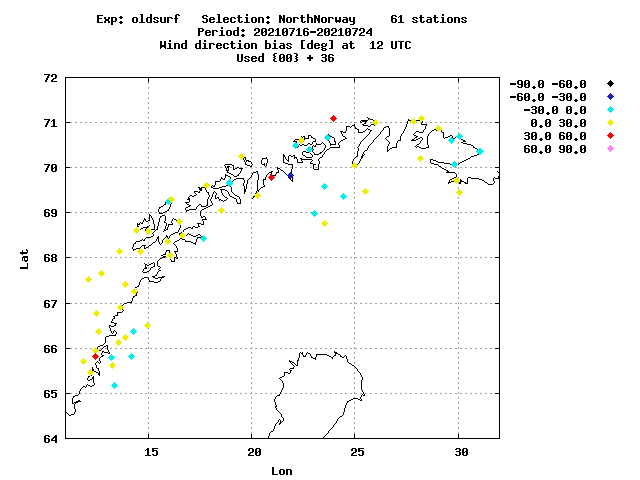 Exp: oldsurf Selection: NorthNorway 61 stations
Period: 20210716-20210724
Wind direction bias [deg] at 12 UTC
Used {00} + 36
-90.0 -60.0
-60.0 -30.0
-30.0 0.0
0.0 30.0
30.0 60.0
60.0 90.0
72
71
70
69
68
67
66
65
64
Lat
15 20 25 30
Lon